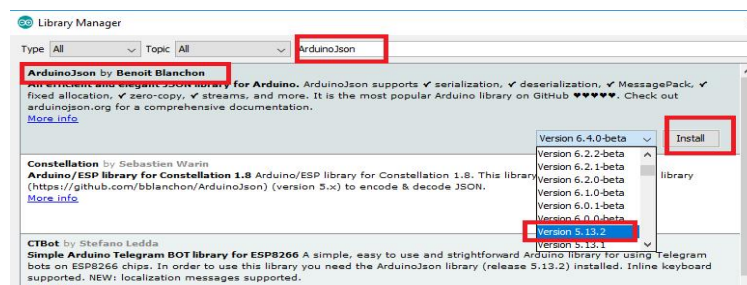 Library Manager
Type All Topic All ArduinoJson
ArduinoJson by Benoit Blanchon
An efficient and elegant JSON library for Arduino. ArduinoJson supports ✔ serialization, ✔ deserialization, ✔ MessagePack, ✔
fixed allocation, ✔ zero-copy, ✔ streams, and more. It is the most popular Arduino library on GitHub ♥♥♥♥♥. Check out
arduinojson.org for a comprehensive documentation.
More info
Version 6.4.0-beta Install
Version 6.2.2-beta
Version 6.2.1-beta
Version 6.2.0-beta
Version 6.1.0-beta
Version 6.0.1-beta
Version 6.0.0-beta
Version 5.13.2
Version 5.13.1
Constellation by Sebastien Warin
Arduino/ESP library for Constellation 1.8 Arduino/ESP library for Constellation 1.8. This library library
(https://github.com/bblanchon/ArduinoJson) (version 5.x) to encode & decode JSON.
More info
CTBot by Stefano Ledda
Simple Arduino Telegram BOT library for ESP8266 A simple, easy to use and strightforward Arduino library for using Telegram
bots on ESP8266 chips. In order to use this library you need the ArduinoJson library (release 5.13.2) installed. Inline keyboard
supported. NEW: localization messages supported.